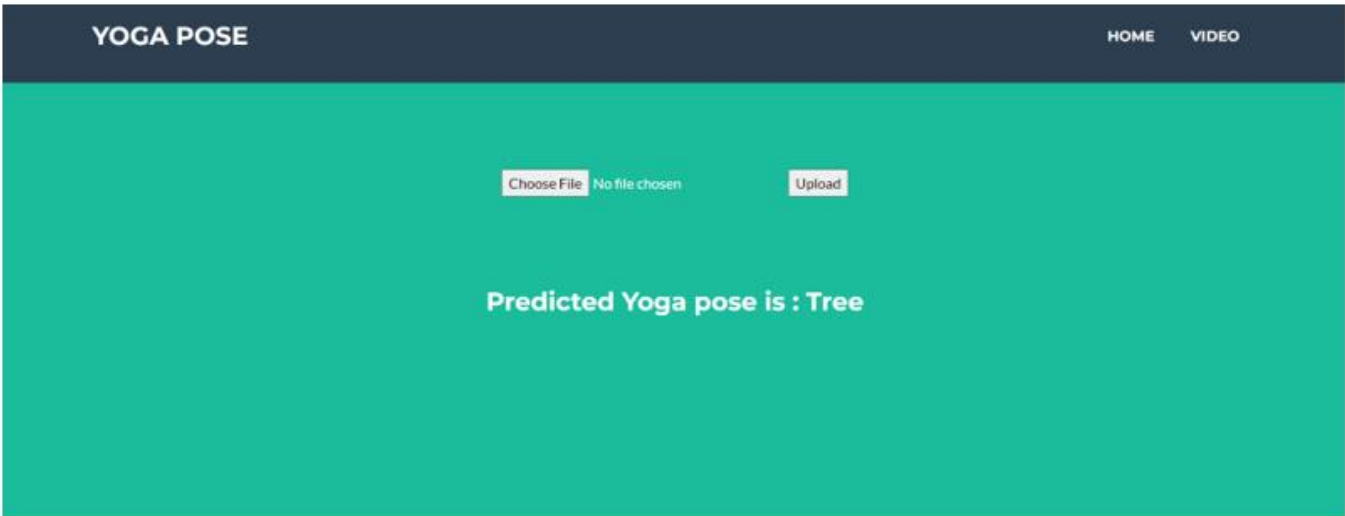 YOGA POSE HOME VIDEO
Choose File No file chosen Upload
Predicted Yoga pose is : Tree